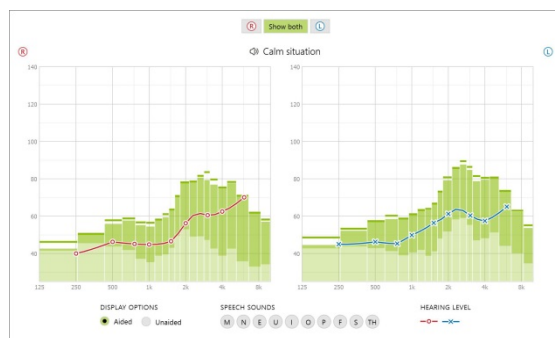 R Show both L
R Calm situation L
140 140
120 120
100 100
80 80
60 60
40 40
125 250 500 1k 2k 4k 8k 125 250 500 1k 2k 4k 8k
DISPLAY OPTIONS SPEECH SOUNDS HEARING LEVEL
Aided Unaided M N E U I O P F S TH